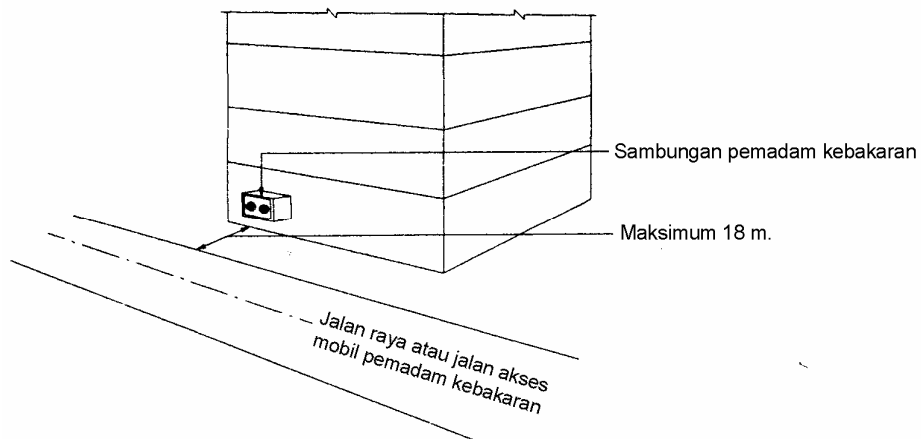 Sambungan pemadam kebakaran
Maksimum 18 m.
Jalan raya atau jalan akses
mobil pemadam kebakaran